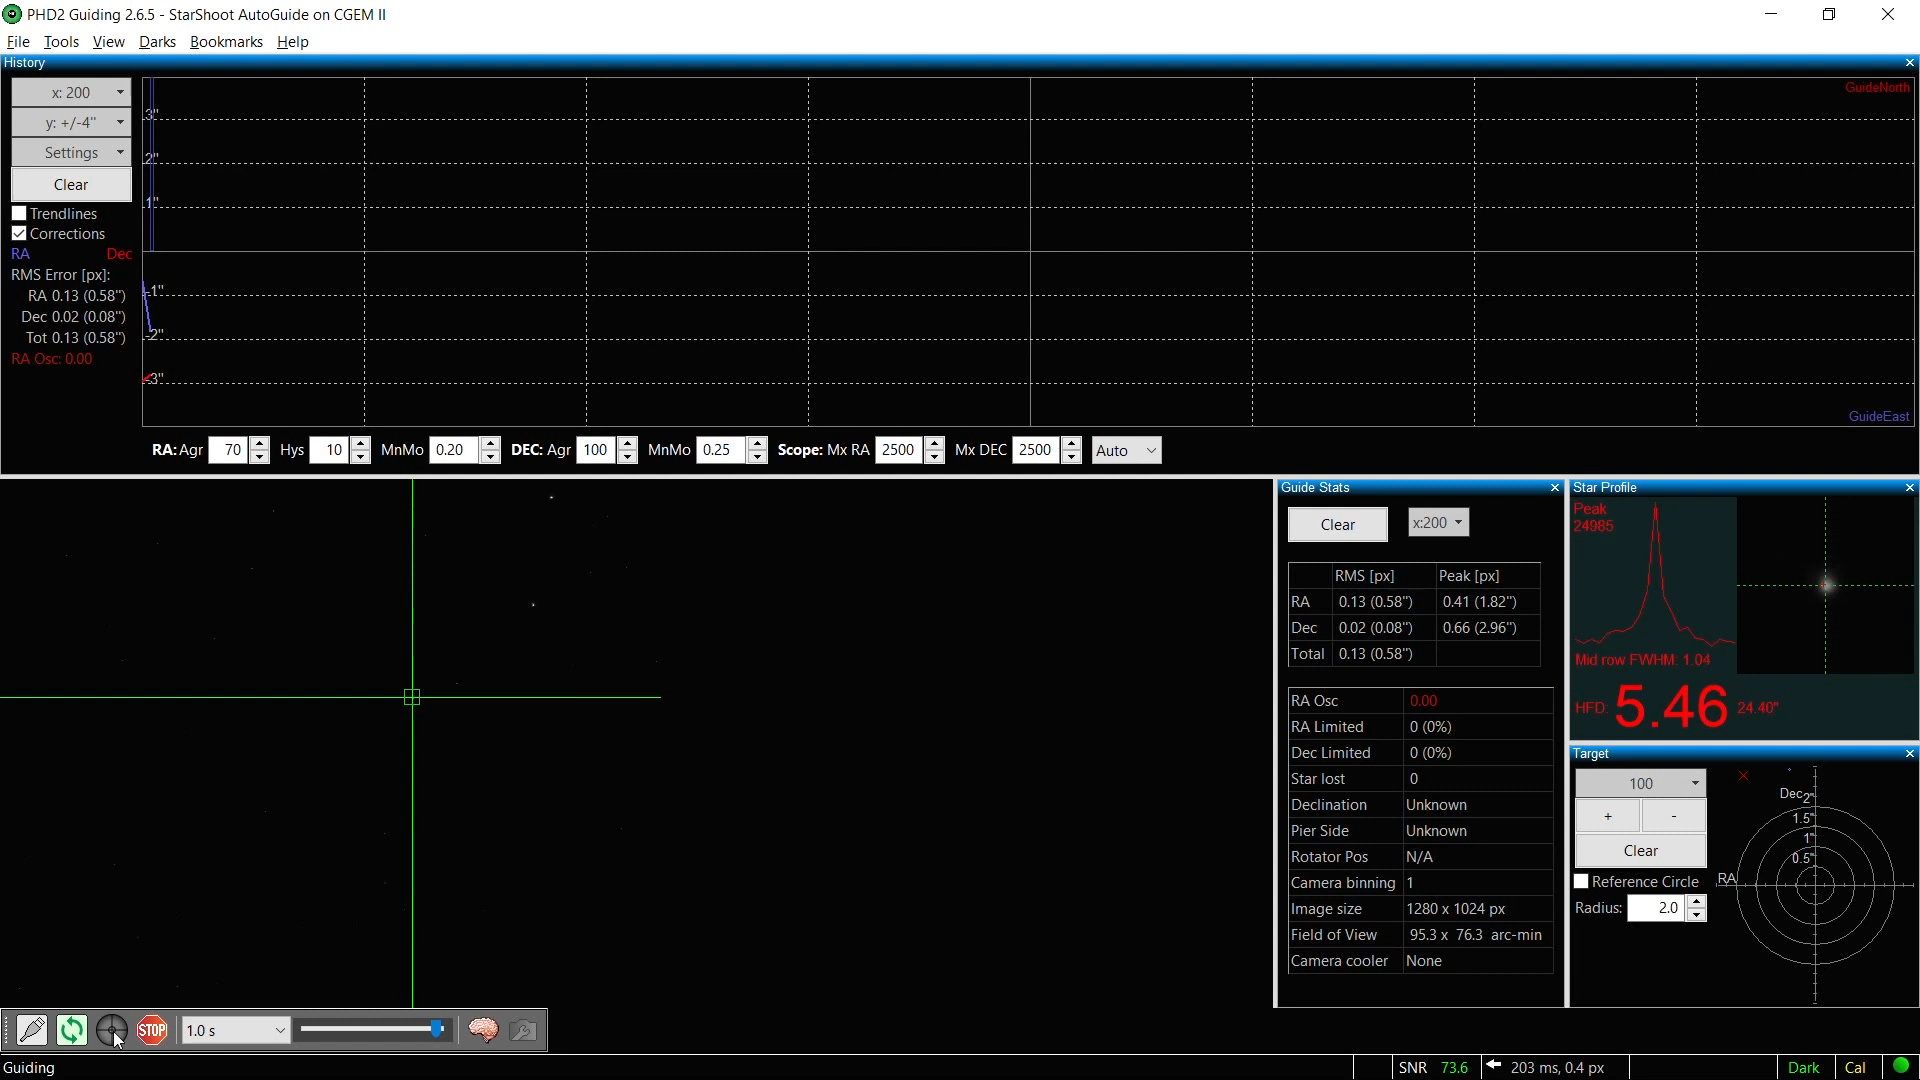 PHD2 Guiding 2.6.5 - StarShoot AutoGuide on CGEM II
File Tools View Darks Bookmarks Help
History
x: 200
y: +/-4"
Settings
Clear
Trendlines
Corrections
RA Dec
RMS Error [px]:
RA 0.13 (0.58")
Dec 0.02 (0.08")
Tot 0.13 (0.58")
RA Osc: 0.00
3"
2"
1"
-1"
-2"
-3"
GuideNorth
GuideEast
RA: Agr 70 Hys 10 MnMo 0.20 DEC: Agr 100 MnMo 0.25 Scope: Mx RA 2500 Mx DEC 2500 Auto
Guide Stats
Clear x:200
RMS [px] Peak [px]
RA 0.13 (0.58") 0.41 (1.82")
Dec 0.02 (0.08") 0.66 (2.96")
Total 0.13 (0.58")
RA Osc 0.00
RA Limited 0 (0%)
Dec Limited 0 (0%)
Star lost 0
Declination Unknown
Pier Side Unknown
Rotator Pos N/A
Camera binning 1
Image size 1280 x 1024 px
Field of View 95.3 x 76.3 arc-min
Camera cooler None
Star Profile
Peak
24985
Mid row FWHM: 1.04
HFD: 5.46 24.40"
Target
100
+ -
Clear
Reference Circle
Radius: 2.0
Dec
2"
1.5"
1"
0.5"
RA
STOP 1.0 s
Guiding SNR 73.6 203 ms, 0.4 px Dark Cal